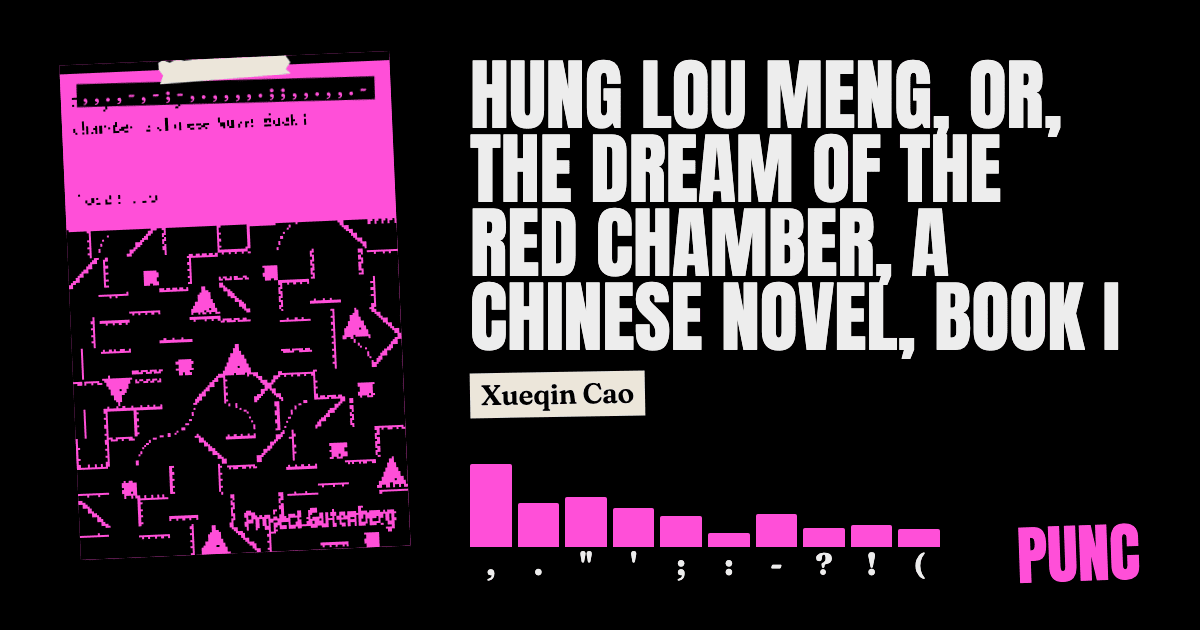 ,,,.,-,-;-,.,,,,.;;,,.,,.-
Project Gutenberg
HUNG LOU MENG, OR,
THE DREAM OF THE
RED CHAMBER, A
CHINESE NOVEL, BOOK I
Xueqin Cao
, . " ' ; : - ? ! (
PUNC